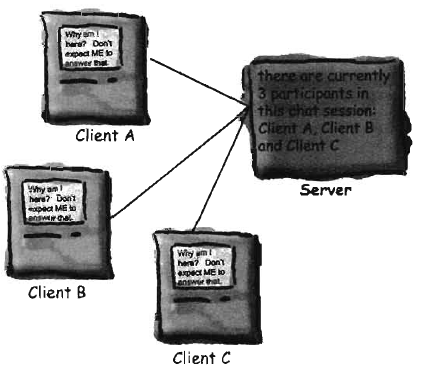 Why am I
here? Don't
expect ME to
answer that.
Client A
there are currently
3 participants in
this chat session:
Client A, Client B
and Client C
Server
Why am I
here? Don't
expect ME to
answer that.
Client B
Why am I
here? Don't
expect ME to
answer that.
Client C